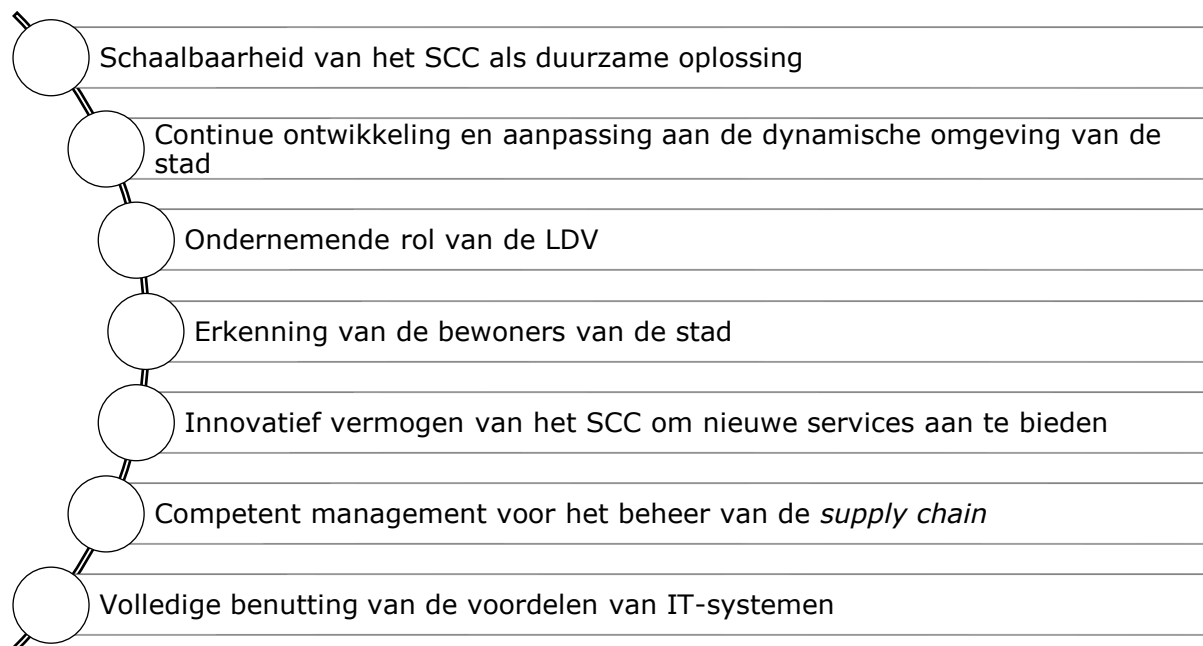 Schaalbaarheid van het SCC als duurzame oplossing
Continue ontwikkeling en aanpassing aan de dynamische omgeving van de
stad
Ondernemende rol van de LDV
Erkenning van de bewoners van de stad
Innovatief vermogen van het SCC om nieuwe services aan te bieden
Competent management voor het beheer van de supply chain
Volledige benutting van de voordelen van IT-systemen